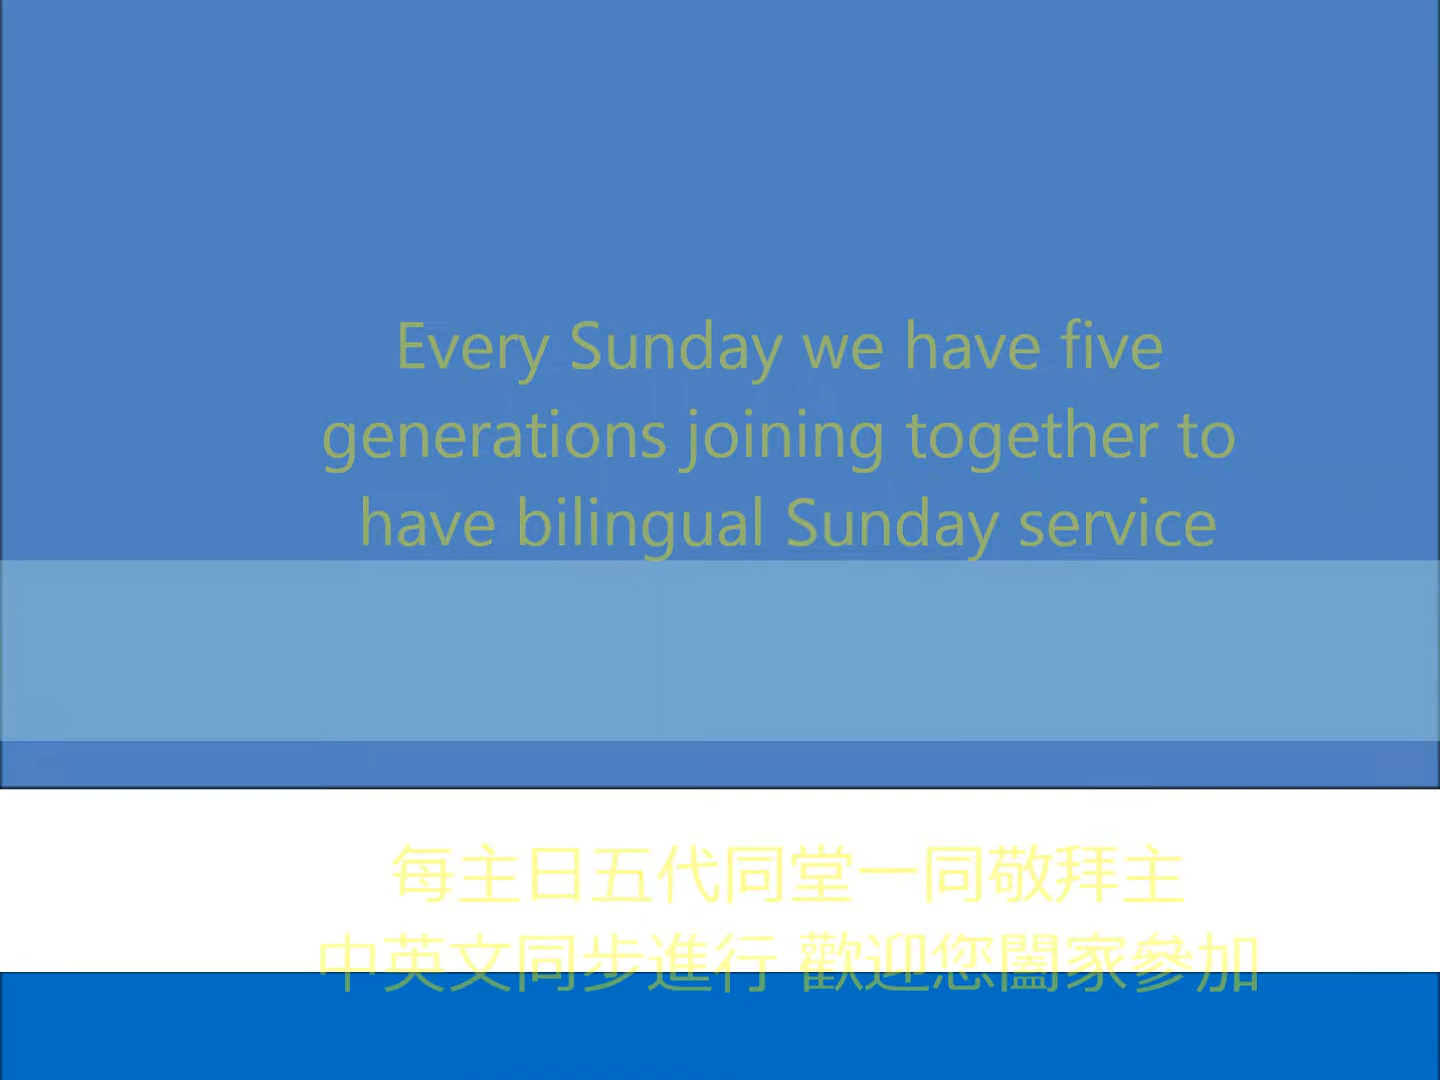 Every Sunday we have five
generations joining together to
have bilingual Sunday service
每主日五代同堂一同敬拜主
中英文同步進行 歡迎您闔家參加